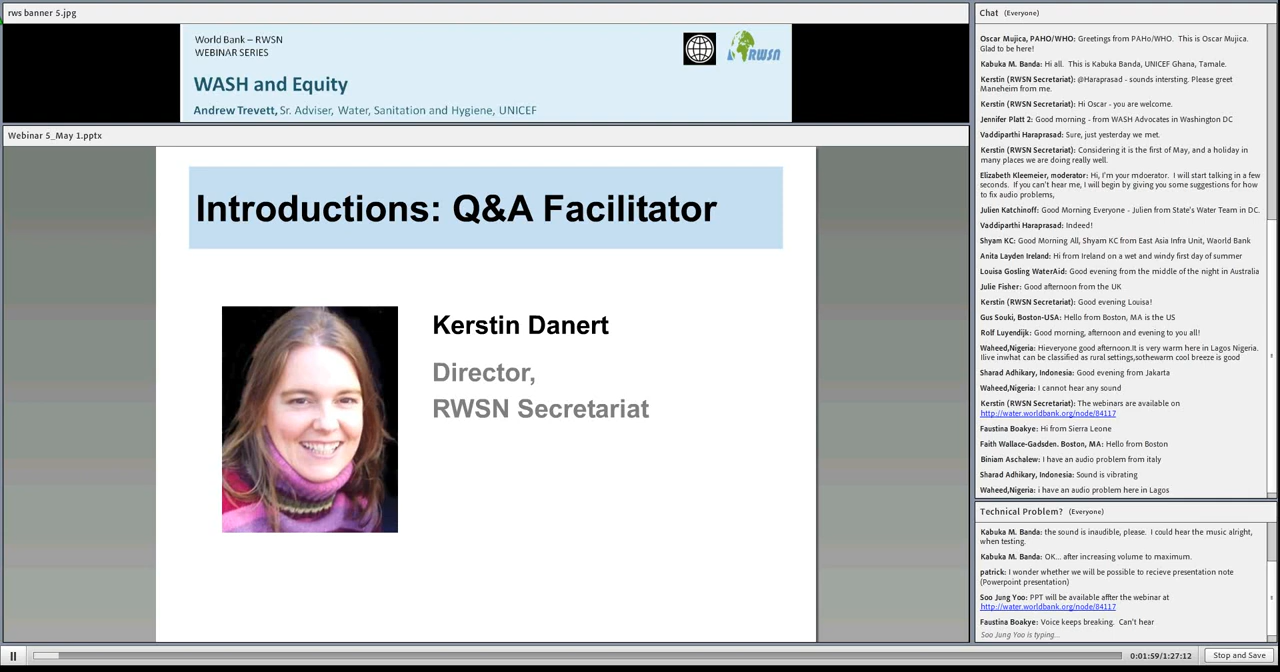 rws banner 5.jpg
World Bank – RWSN
WEBINAR SERIES
RWSN
WASH and Equity
Andrew Trevett, Sr. Adviser, Water, Sanitation and Hygiene, UNICEF
Webinar 5_May 1.pptx
Introductions: Q&A Facilitator
Kerstin Danert
Director,
RWSN Secretariat
Chat (Everyone)
Oscar Mujica, PAHO/WHO: Greetings from PAHo/WHO. This is Oscar Mujica.
Glad to be here!
Kabuka M. Banda: Hi all. This is Kabuka Banda, UNICEF Ghana, Tamale.
Kerstin (RWSN Secretariat): @Haraprasad - sounds intersting. Please greet
Maneheim from me.
Kerstin (RWSN Secretariat): Hi Oscar - you are welcome.
Jennifer Platt 2: Good morning - from WASH Advocates in Washington DC
Vaddiparthi Haraprasad: Sure, just yesterday we met.
Kerstin (RWSN Secretariat): Considering it is the first of May, and a holiday in
many places we are doing really well.
Elizabeth Kleemeier, moderator: Hi, I'm your mdoerator. I will start talking in a few
seconds. If you can't hear me, I will begin by giving you some suggestions for how
to fix audio problems,
Julien Katchinoff: Good Morning Everyone - Julien from State's Water Team in DC.
Vaddiparthi Haraprasad: Indeed!
Shyam KC: Good Morning All, Shyam KC from East Asia Infra Unit, Waorld Bank
Anita Layden Ireland: Hi from Ireland on a wet and windy first day of summer
Louisa Gosling WaterAid: Good evening from the middle of the night in Australia
Julie Fisher: Good afternoon from the UK
Kerstin (RWSN Secretariat): Good evening Louisa!
Gus Souki, Boston-USA: Hello from Boston, MA is the US
Rolf Luyendijk: Good morning, afternoon and evening to you all!
Waheed,Nigeria: Hieveryone good afternoon.It is very warm here in Lagos Nigeria.
Ilive inwhat can be classified as rural settings,sothewarm cool breeze is good
Sharad Adhikary, Indonesia: Good evening from Jakarta
Waheed,Nigeria: I cannot hear any sound
Kerstin (RWSN Secretariat): The webinars are available on
http://water.worldbank.org/node/84117
Faustina Boakye: Hi from Sierra Leone
Faith Wallace-Gadsden. Boston, MA: Hello from Boston
Biniam Aschalew: I have an audio problem from italy
Sharad Adhikary, Indonesia: Sound is vibrating
Waheed,Nigeria: i have an audio problem here in Lagos
Technical Problem? (Everyone)
Kabuka M. Banda: the sound is inaudible, please. I could hear the music alright,
when testing.
Kabuka M. Banda: OK... after increasing volume to maximum.
patrick: I wonder whether we will be possible to recieve presentation note
(Powerpoint presentation)
Soo Jung Yoo: PPT will be available affter the webinar at
http://water.worldbank.org/node/84117
Faustina Boakye: Voice keeps breaking. Can't hear
Soo Jung Yoo is typing...
0:01:59/1:27:12
Stop and Save